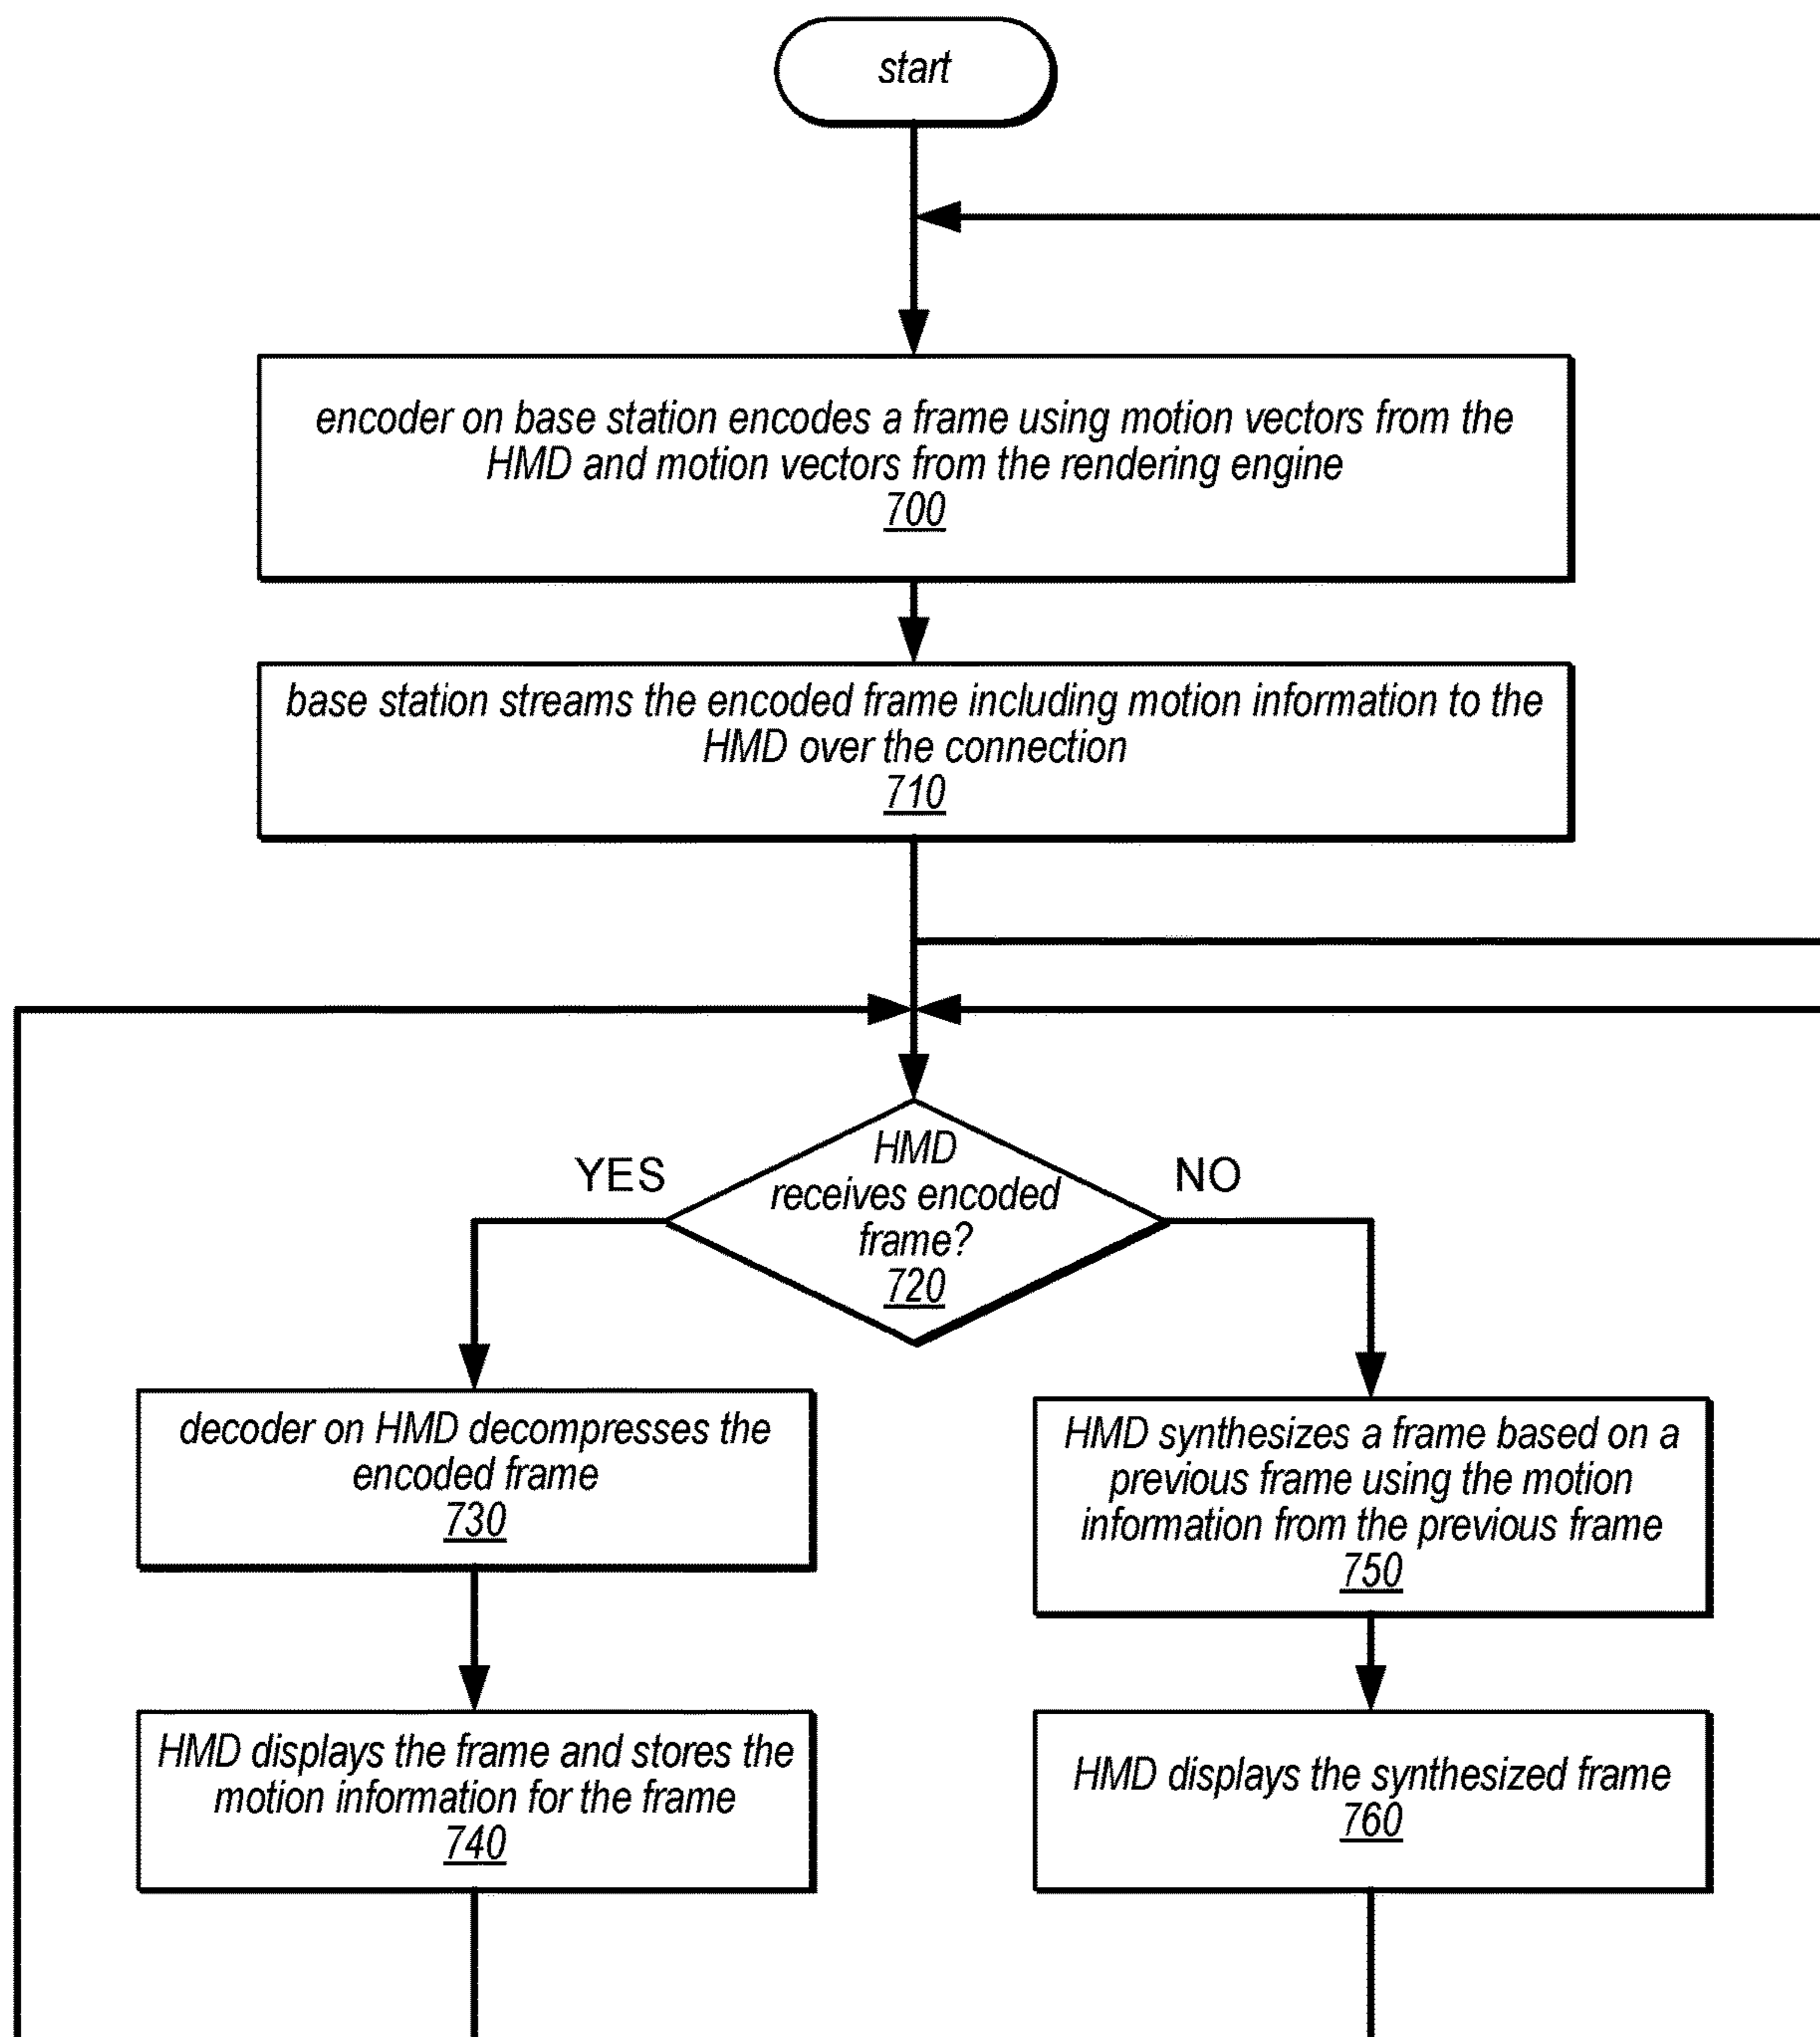 start
encoder on base station encodes a frame using motion vectors from the
HMD and motion vectors from the rendering engine
700
base station streams the encoded frame including motion information to the
HMD over the connection
710
HMD
receives encoded
frame?
720
YES
NO
decoder on HMD decompresses the
encoded frame
730
HMD synthesizes a frame based on a
previous frame using the motion
information from the previous frame
750
HMD displays the frame and stores the
motion information for the frame
740
HMD displays the synthesized frame
760